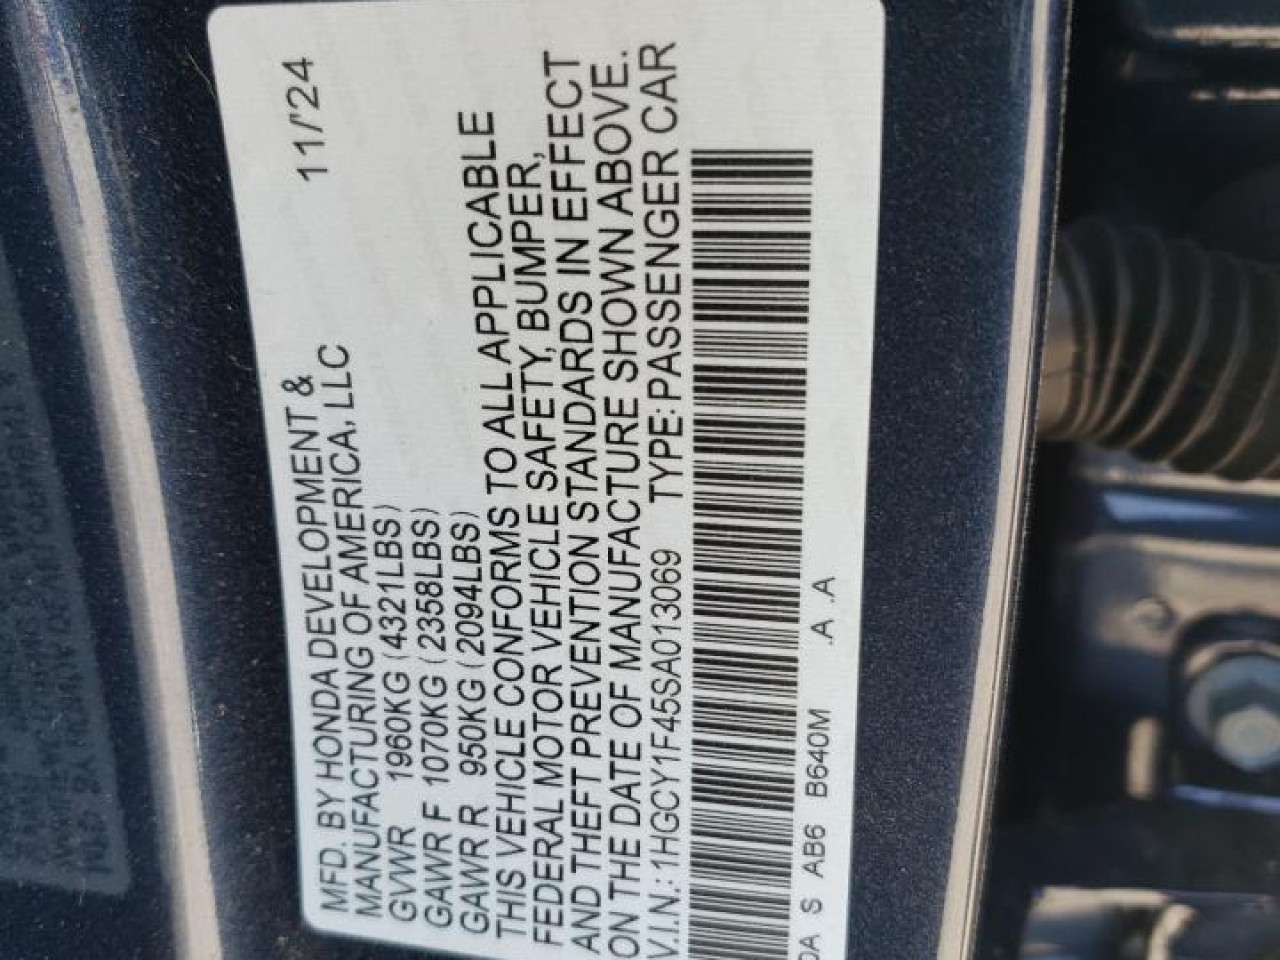 MFD. BY HONDA DEVELOPMENT &
MANUFACTURING OF AMERICA, LLC 11/'24
GVWR 1960KG (4321LBS)
GAWR F 1070KG (2358LBS)
GAWR R 950KG (2094LBS)
THIS VEHICLE CONFORMS TO ALL APPLICABLE
FEDERAL MOTOR VEHICLE SAFETY, BUMPER,
AND THEFT PREVENTION STANDARDS IN EFFECT
ON THE DATE OF MANUFACTURE SHOWN ABOVE.
V.I.N.: 1HGCY1F45SA013069 TYPE: PASSENGER CAR
0A S AB6 B640M .A .A